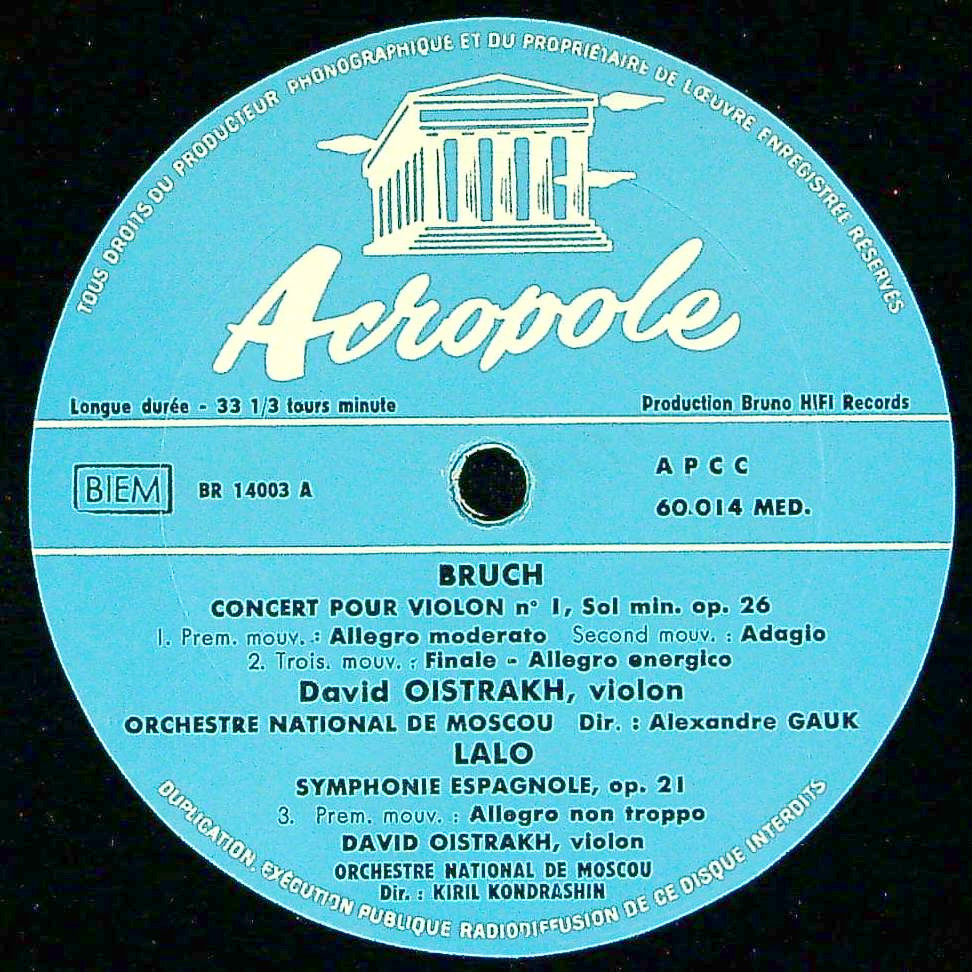 TOUS DROITS DU PRODUCTEUR PHONOGRAPHIQUE ET DU PROPRIÉTAIRE DE L'ŒUVRE ENREGISTRÉE RÉSERVÉS
Acropole
Longue durée - 33 1/3 tours minute
Production Bruno HIFI Records
BIEM
BR 14003 A
A P C C
60.014 MED.
BRUCH
CONCERT POUR VIOLON n° 1, Sol min. op. 26
1. Prem. mouv. : Allegro moderato Second mouv. : Adagio
2. Trois. mouv. : Finale - Allegro energico
David OISTRAKH, violon
ORCHESTRE NATIONAL DE MOSCOU Dir. : Alexandre GAUK
LALO
SYMPHONIE ESPAGNOLE, op. 21
3. Prem. mouv. : Allegro non troppo
DAVID OISTRAKH, violon
ORCHESTRE NATIONAL DE MOSCOU
Dir. : KIRIL KONDRASHIN
DUPLICATION, EXÉCUTION PUBLIQUE RADIODIFFUSION DE CE DISQUE INTERDITS